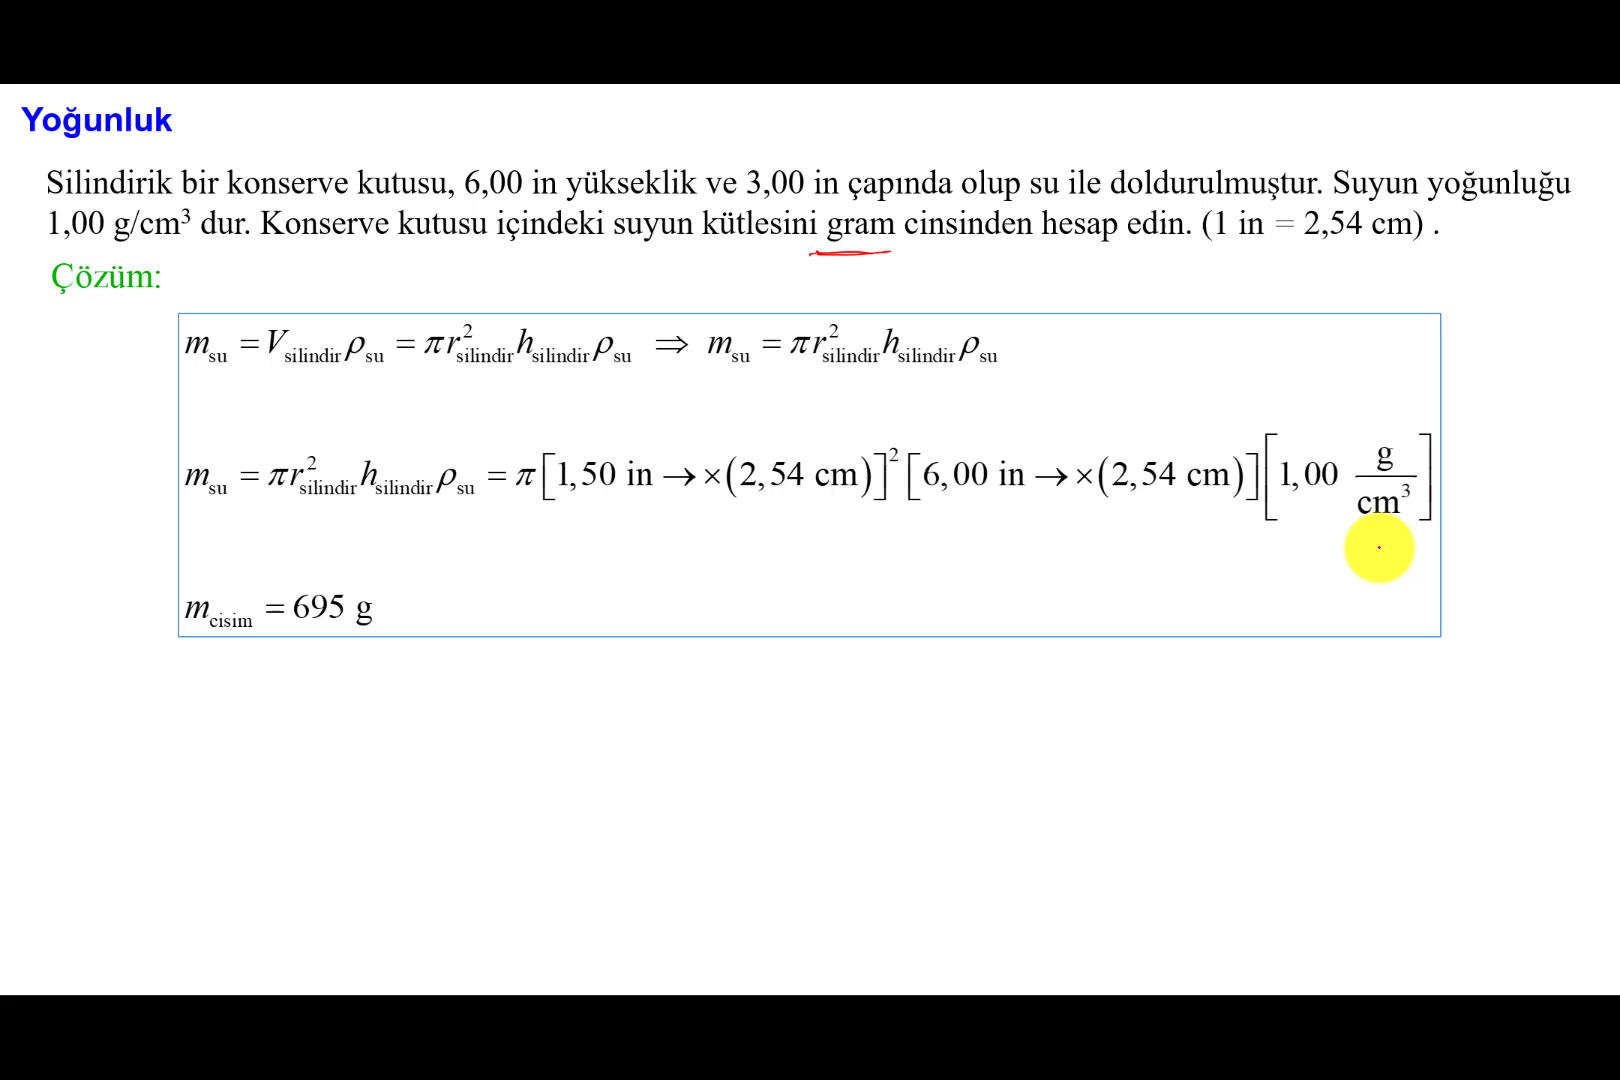 Yoğunluk
Silindirik bir konserve kutusu, 6,00 in yükseklik ve 3,00 in çapında olup su ile doldurulmuştur. Suyun yoğunluğu
1,00 g/cm³ dur. Konserve kutusu içindeki suyun kütlesini gram cinsinden hesap edin. (1 in = 2,54 cm) .
Çözüm:
m_su = V_silindir ρ_su = πr²_silindir h_silindir ρ_su ⇒ m_su = πr²_silindir h_silindir ρ_su
m_su = πr²_silindir h_silindir ρ_su = π[1,50 in →×(2,54 cm)]² [6,00 in →×(2,54 cm)] [1,00 g/cm³]
m_cisim = 695 g